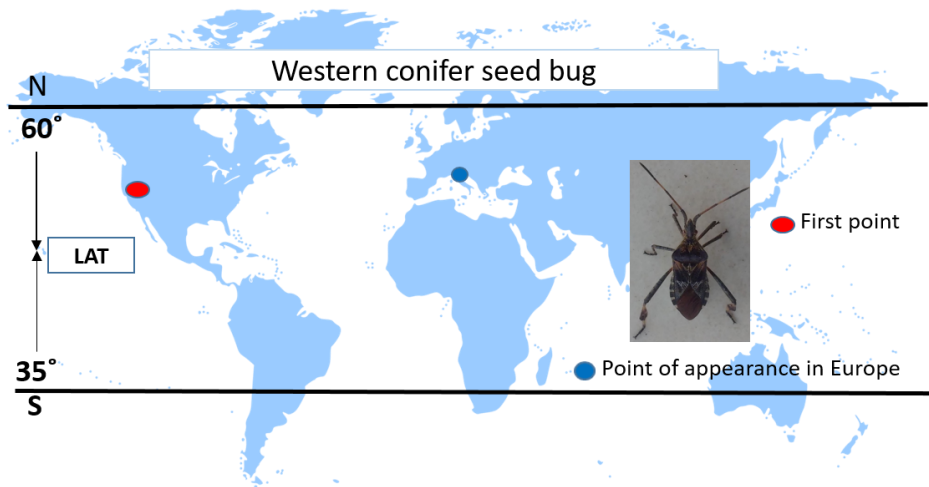 Western conifer seed bug
N
60°
LAT
First point
35°
Point of appearance in Europe
S